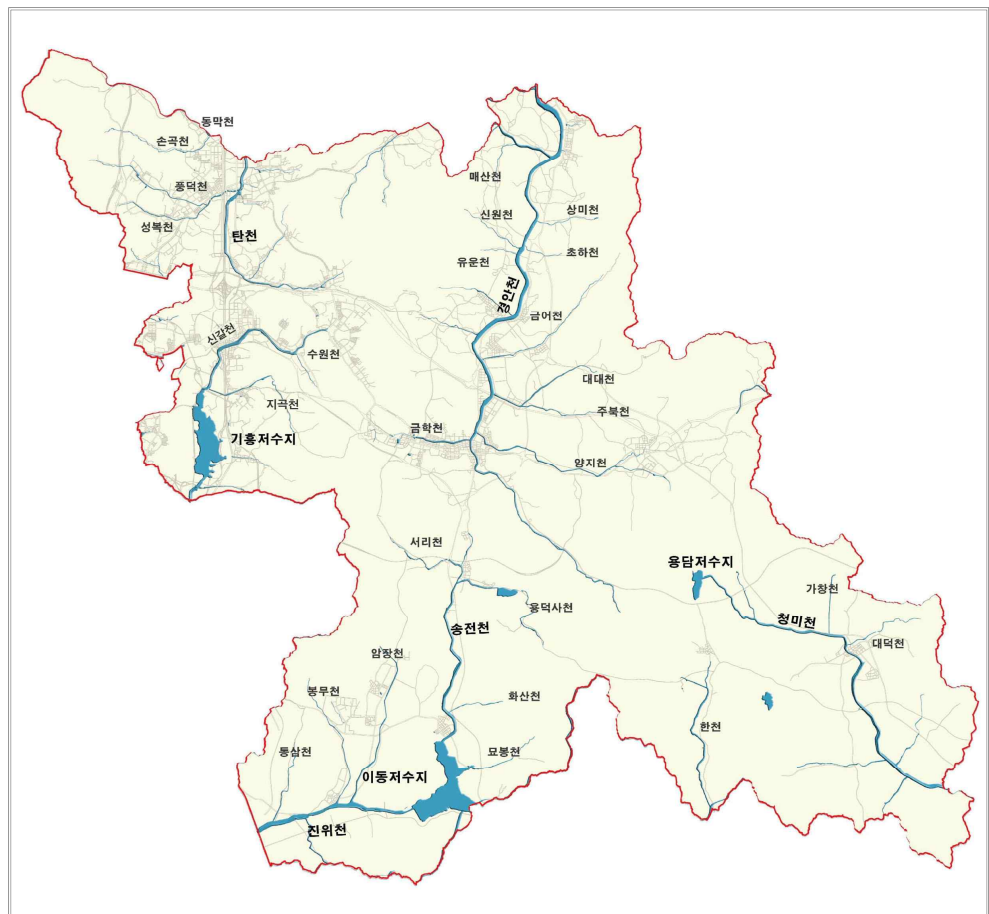 동막천
손곡천
매산천
풍덕천
상미천
신원천
성복천
탄천
초하천
유운천
경안천
금어천
신갈천
수원천
대대천
지곡천
주북천
금학천
기흥저수지
양지천
서리천
용담저수지
가창천
용덕사천
청미천
송전천
대덕천
암장천
봉무천
화산천
한천
통삼천
묘봉천
이동저수지
진위천